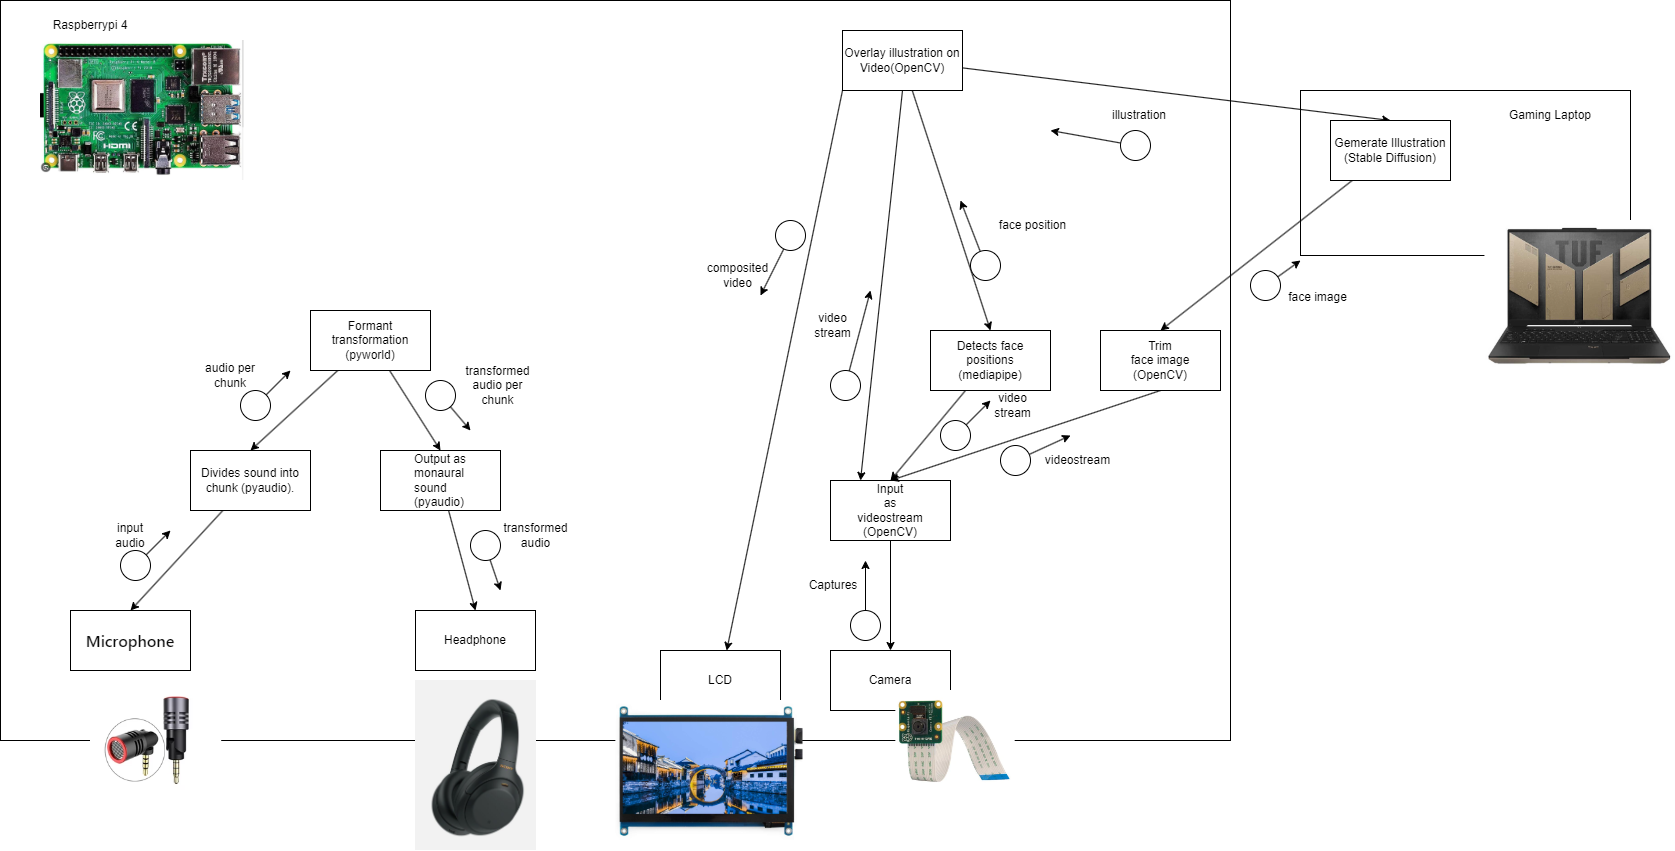 Raspberrypi 4
Overlay illustration on
Video(OpenCV)
illustration
Gaming Laptop
Gemerate Illustration
(Stable Diffusion)
face position
composited
video
face image
TUF
Formant
transformation
(pyworld)
video
stream
Detects face
positions
(mediapipe)
Trim
face image
(OpenCV)
audio per
chunk
transformed
audio per
chunk
video
stream
videostream
Divides sound into
chunk (pyaudio).
Output as
monaural
sound
(pyaudio)
Input
as
videostream
(OpenCV)
input
audio
transformed
audio
Captures
Microphone
Headphone
LCD
Camera
HDMI
FC
CE